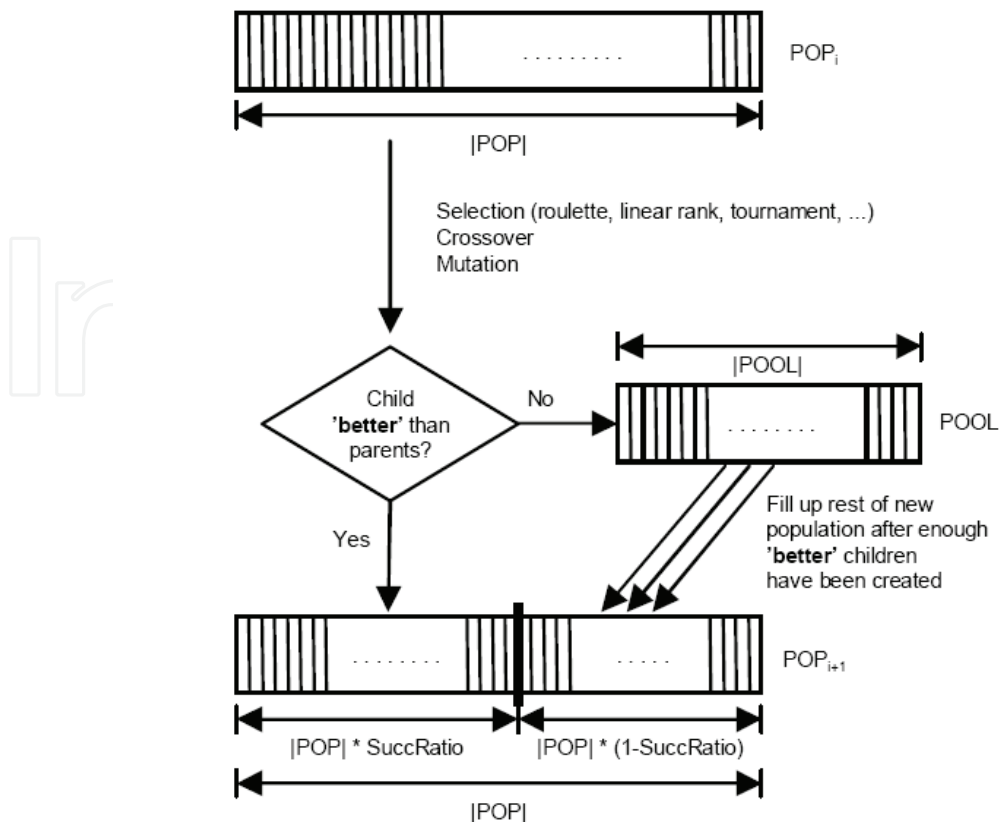 POPi
|POP|
Selection (roulette, linear rank, tournament, ...)
Crossover
Mutation
|POOL|
Child
'better' than
parents?
No
POOL
Yes
Fill up rest of new
population after enough
'better' children
have been created
POPi+1
|POP| * SuccRatio
|POP| * (1-SuccRatio)
|POP|